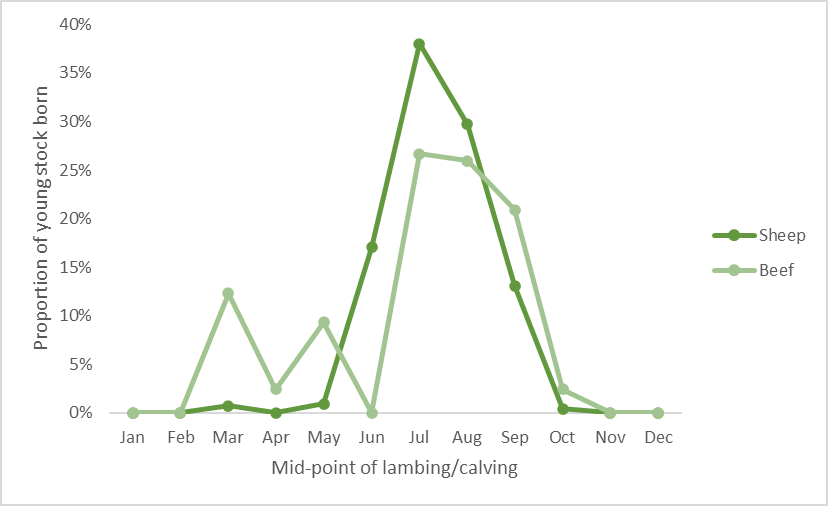 40%
35%
30%
25%
20%
15%
10%
5%
0%
Proportion of young stock born
Jan Feb Mar Apr May Jun Jul Aug Sep Oct Nov Dec
Mid-point of lambing/calving
Sheep
Beef